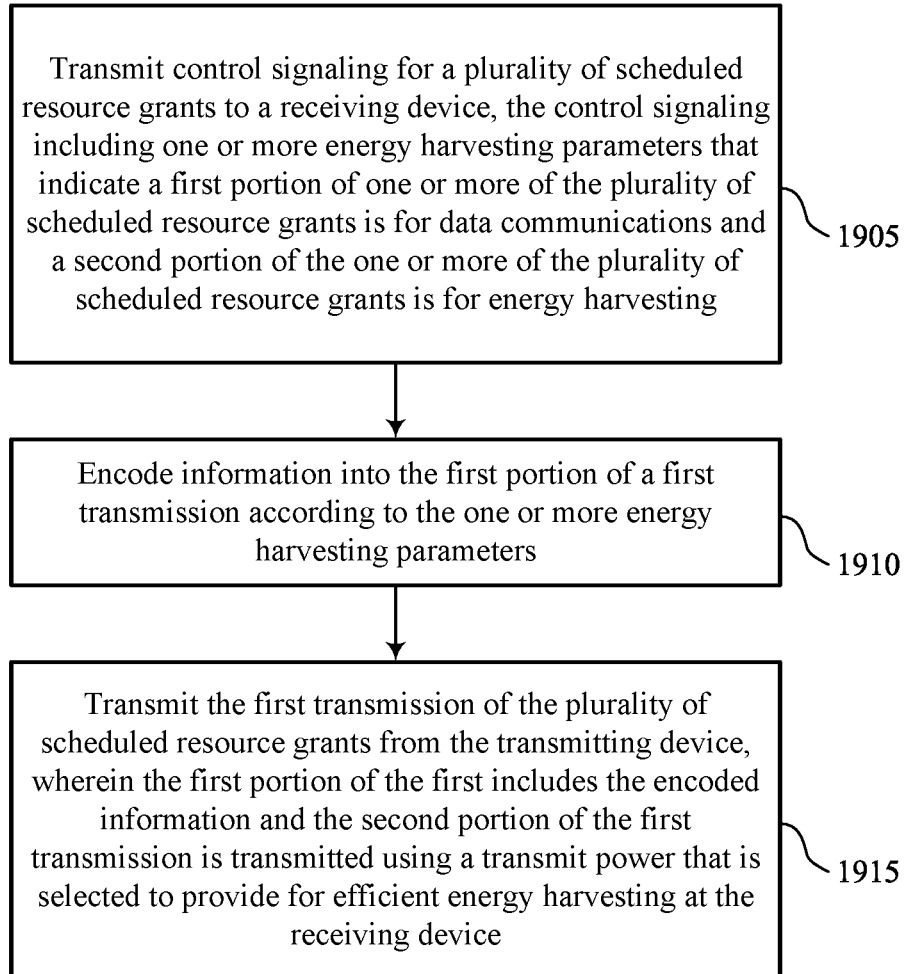 Transmit control signaling for a plurality of scheduled
resource grants to a receiving device, the control signaling
including one or more energy harvesting parameters that
indicate a first portion of one or more of the plurality of
scheduled resource grants is for data communications and
a second portion of the one or more of the plurality of
scheduled resource grants is for energy harvesting
1905
Encode information into the first portion of a first
transmission according to the one or more energy
harvesting parameters
1910
Transmit the first transmission of the plurality of
scheduled resource grants from the transmitting device,
wherein the first portion of the first includes the encoded
information and the second portion of the first
transmission is transmitted using a transmit power that is
selected to provide for efficient energy harvesting at the
receiving device
1915